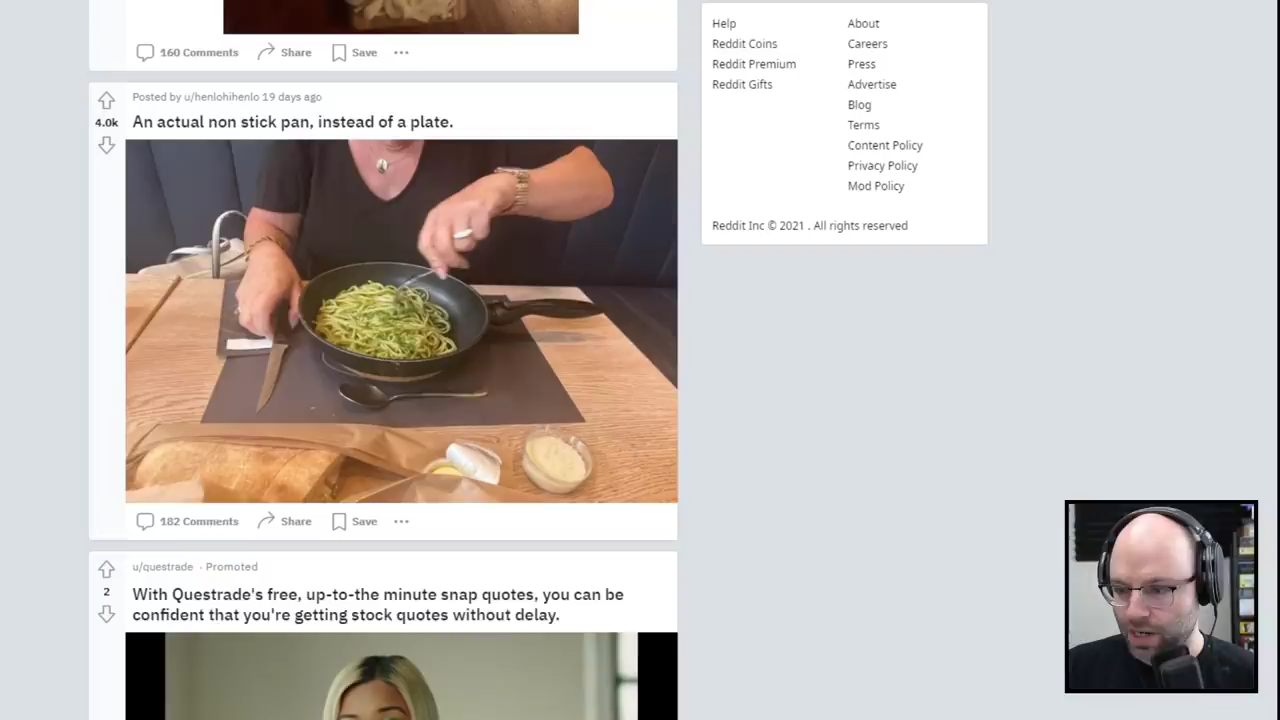 160 Comments Share Save
Posted by u/henlohihenlo 19 days ago
4.0k
An actual non stick pan, instead of a plate.
182 Comments Share Save
u/questrade · Promoted
2
With Questrade's free, up-to-the minute snap quotes, you can be
confident that you're getting stock quotes without delay.
Help
Reddit Coins
Reddit Premium
Reddit Gifts
About
Careers
Press
Advertise
Blog
Terms
Content Policy
Privacy Policy
Mod Policy
Reddit Inc © 2021 . All rights reserved